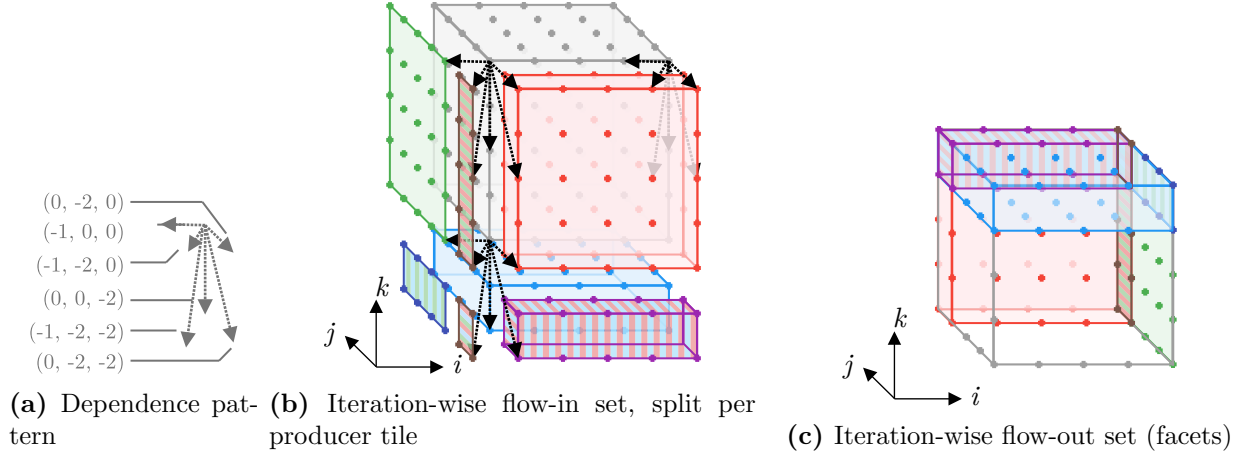 (0, -2, 0)
(-1, 0, 0)
(-1, -2, 0)
(0, 0, -2)
(-1, -2, -2)
(0, -2, -2)
k
j
i
k
j
i
(a) Dependence pat-
tern
(b) Iteration-wise flow-in set, split per
producer tile
(c) Iteration-wise flow-out set (facets)